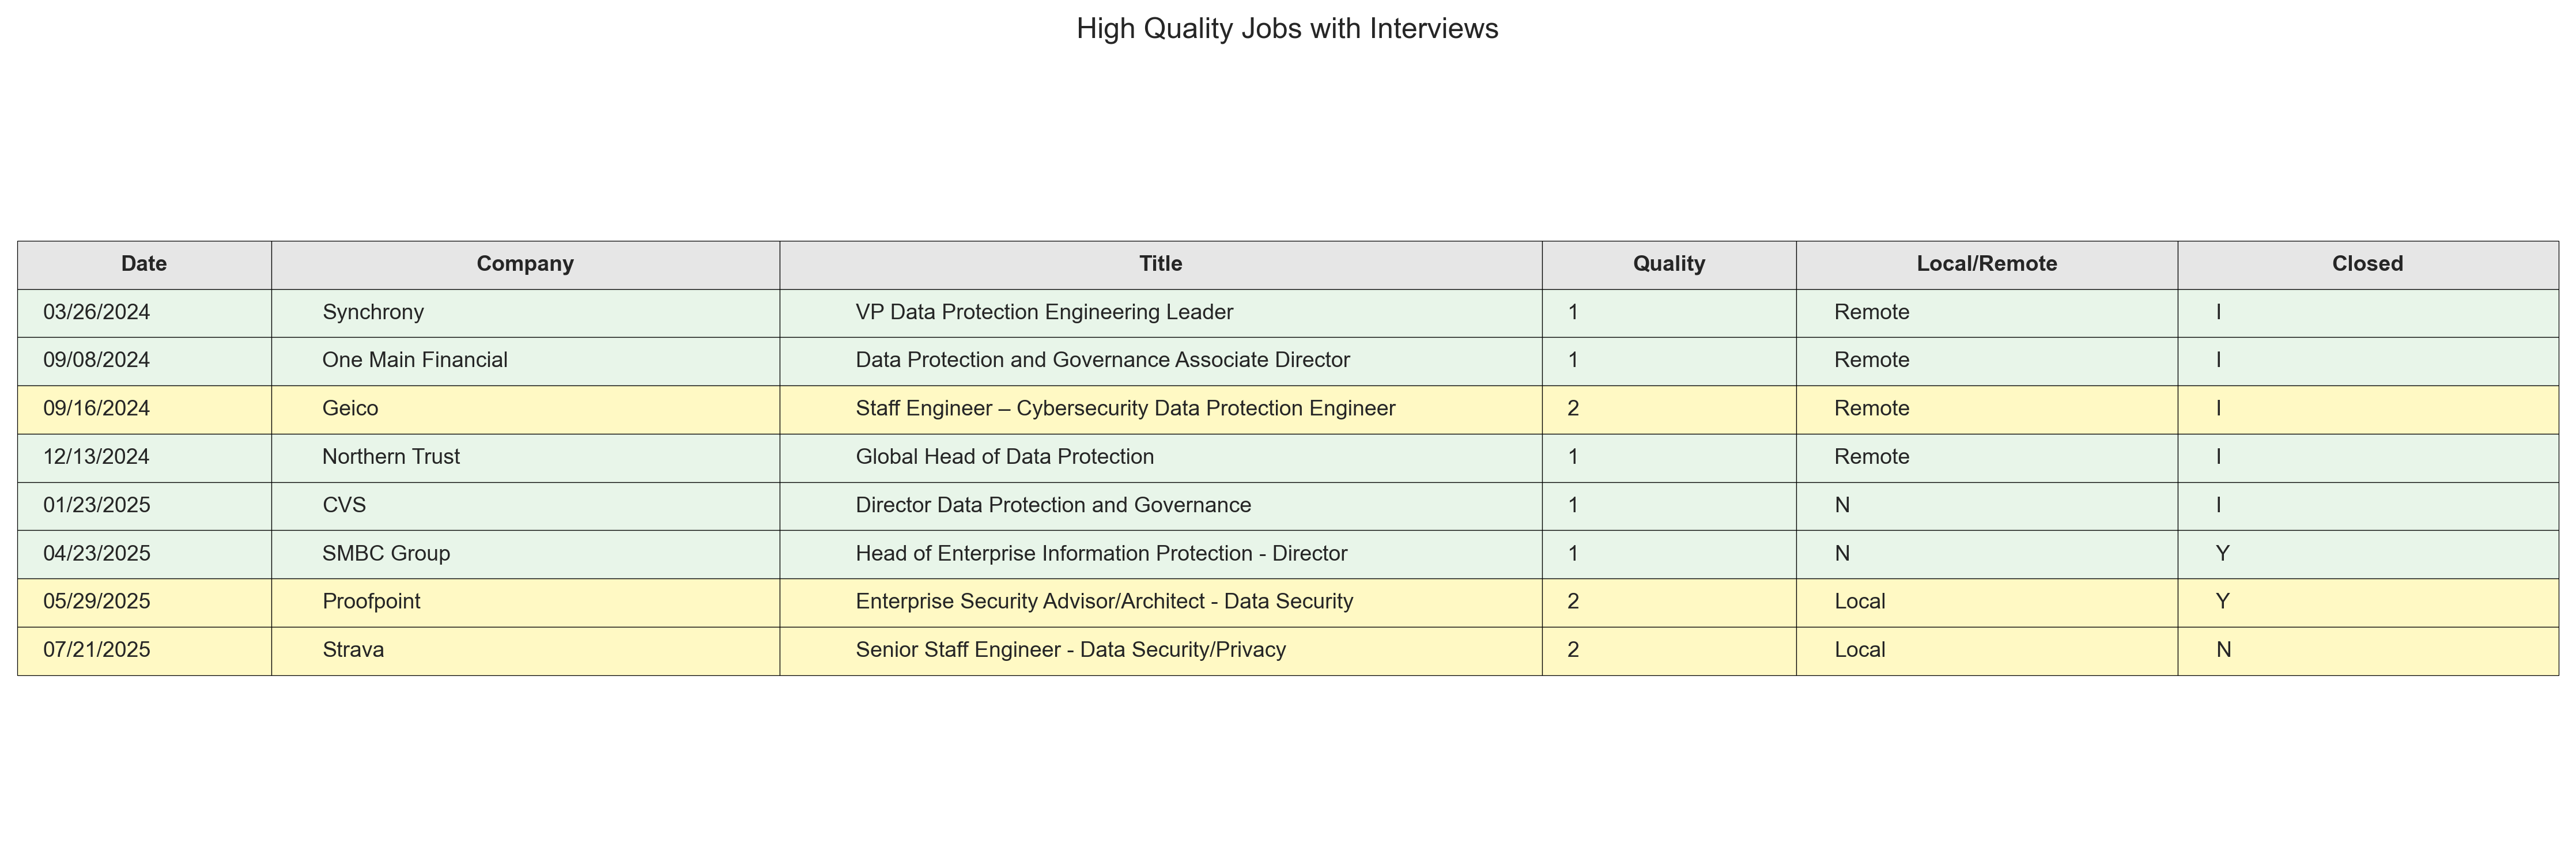 High Quality Jobs with Interviews
Date Company Title Quality Local/Remote Closed
03/26/2024 Synchrony VP Data Protection Engineering Leader 1 Remote I
09/08/2024 One Main Financial Data Protection and Governance Associate Director 1 Remote I
09/16/2024 Geico Staff Engineer – Cybersecurity Data Protection Engineer 2 Remote I
12/13/2024 Northern Trust Global Head of Data Protection 1 Remote I
01/23/2025 CVS Director Data Protection and Governance 1 N I
04/23/2025 SMBC Group Head of Enterprise Information Protection - Director 1 N Y
05/29/2025 Proofpoint Enterprise Security Advisor/Architect - Data Security 2 Local Y
07/21/2025 Strava Senior Staff Engineer - Data Security/Privacy 2 Local N